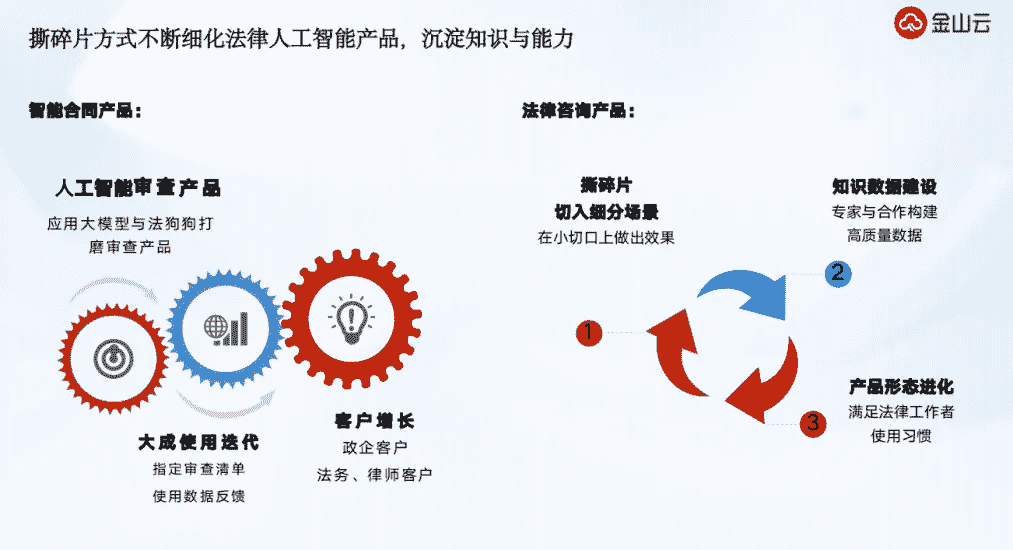 金山云
撕碎片方式不断细化法律人工智能产品，沉淀知识与能力
智能合同产品：
人工智能审查产品
应用大模型与法狗狗打
磨审查产品
大成使用迭代
指定审查清单
使用数据反馈
客户增长
政企客户
法务、律师客户
法律咨询产品：
撕碎片
切入细分场景
在小切口上做出效果
1
知识数据建设
专家与合作构建
高质量数据
2
产品形态进化
满足法律工作者
使用习惯
3